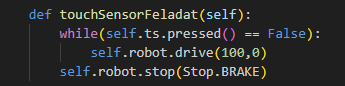 def touchSensorFeladat(self):
    while(self.ts.pressed() == False):
        self.robot.drive(100,0)
    self.robot.stop(Stop.BRAKE)